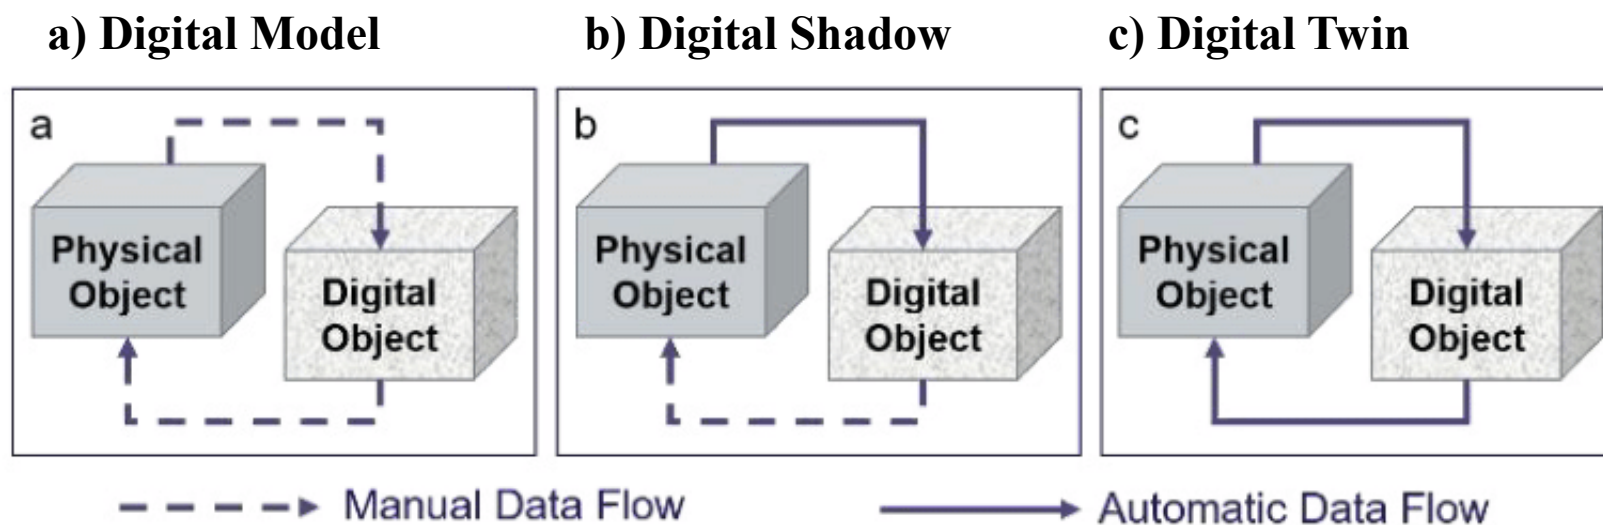 a) Digital Model
b) Digital Shadow
c) Digital Twin
a
Physical
Object
Digital
Object
b
Physical
Object
Digital
Object
c
Physical
Object
Digital
Object
Manual Data Flow
Automatic Data Flow